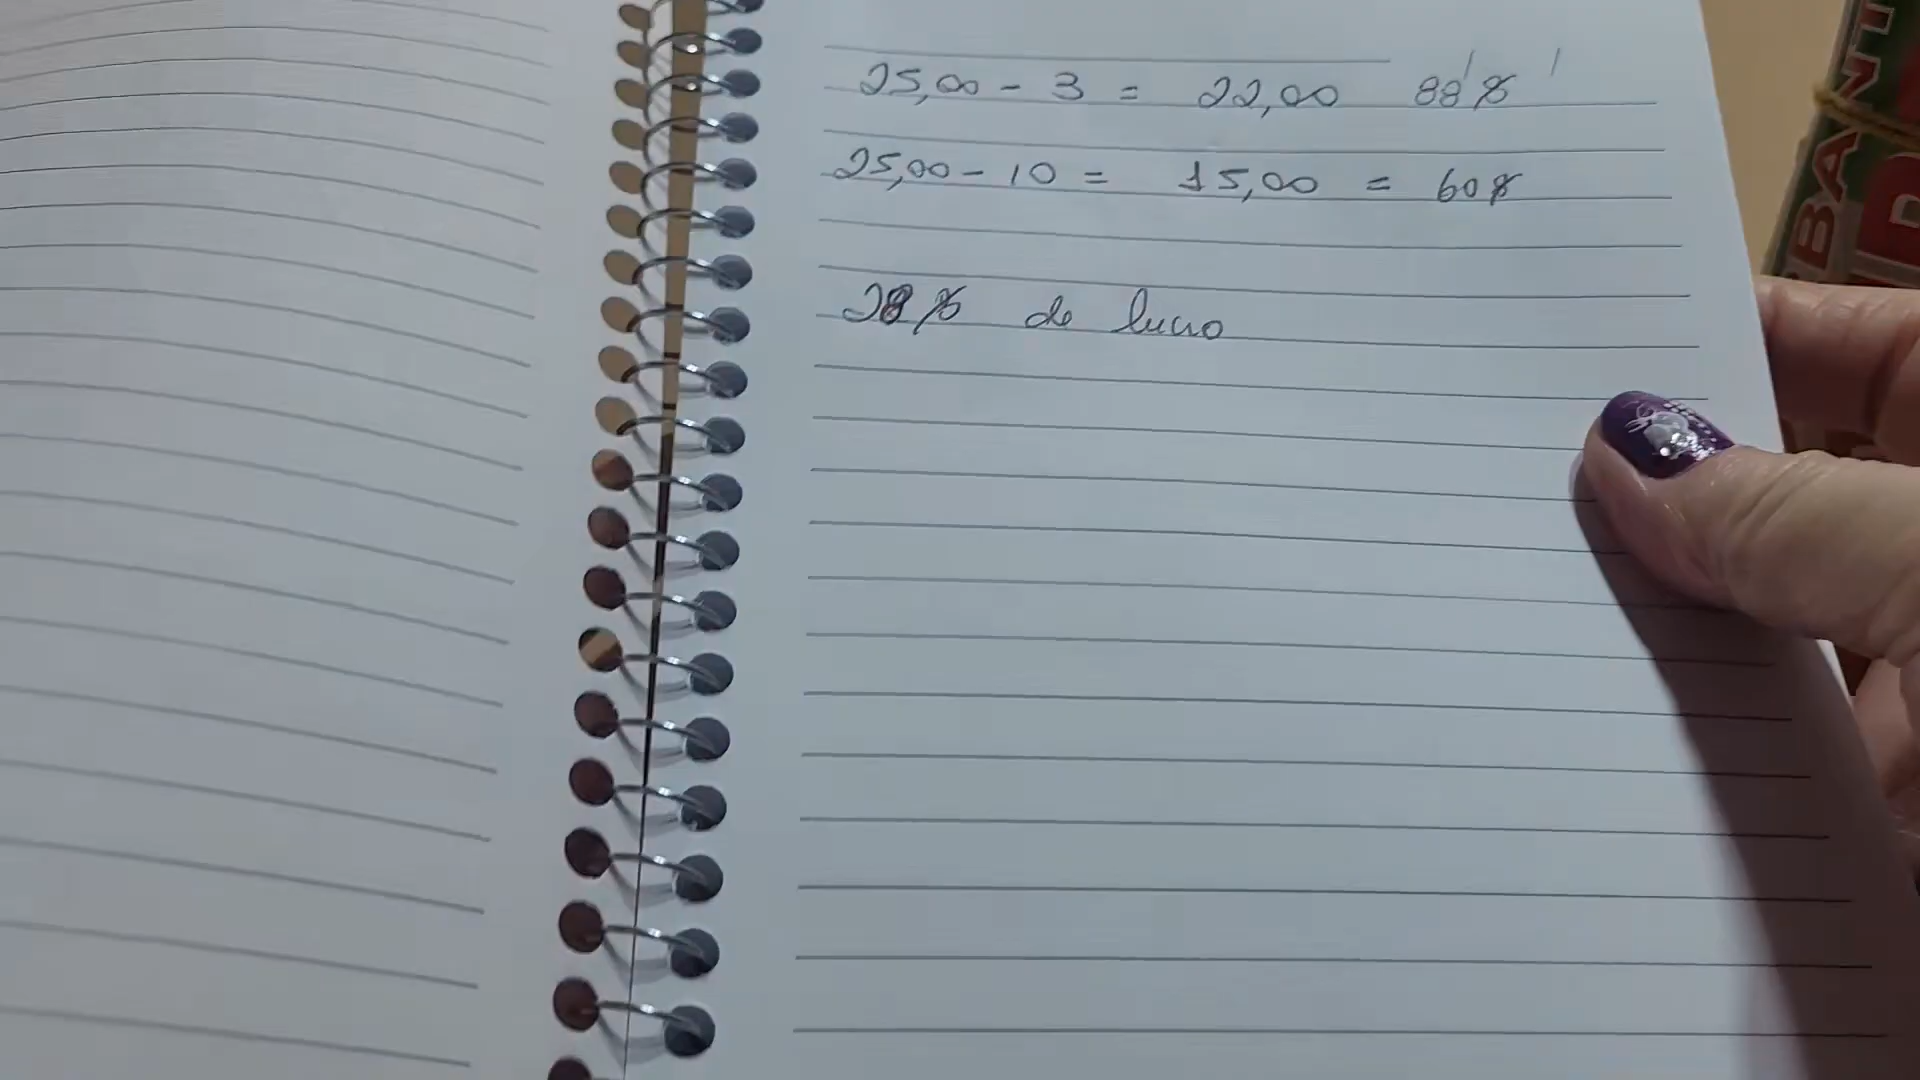 25,00 - 3 = 22,00 88%
25,00 - 10 = 15,00 = 60%
28% de lucro